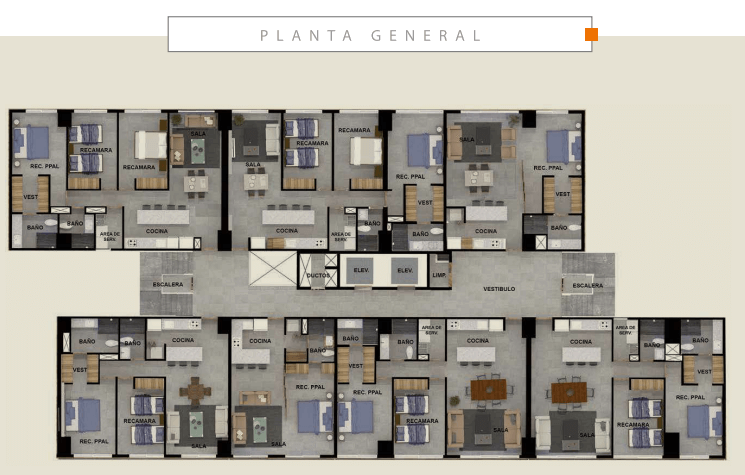 PLANTA GENERAL
SALA
RECAMARA
RECAMARA
REC. PPAL
RECAMARA
VEST
BAÑO
BAÑO
AREA DE
SERV.
COCINA
SALA
RECAMARA
REC. PPAL
VEST
BAÑO
BAÑO
AREA DE
SERV.
COCINA
SALA
REC. PPAL
VEST
BAÑO
COCINA
ESCALERA
DUCTOS
ELEV.
ELEV.
LIMP.
VESTIBULO
ESCALERA
BAÑO
BAÑO
COCINA
VEST
REC. PPAL
RECAMARA
SALA
COCINA
BAÑO
REC. PPAL
SALA
BAÑO
BAÑO
AREA DE
SERV.
COCINA
VEST
REC. PPAL
RECAMARA
SALA
COCINA
AREA DE
SERV.
BAÑO
BAÑO
VEST
REC. PPAL
RECAMARA
SALA